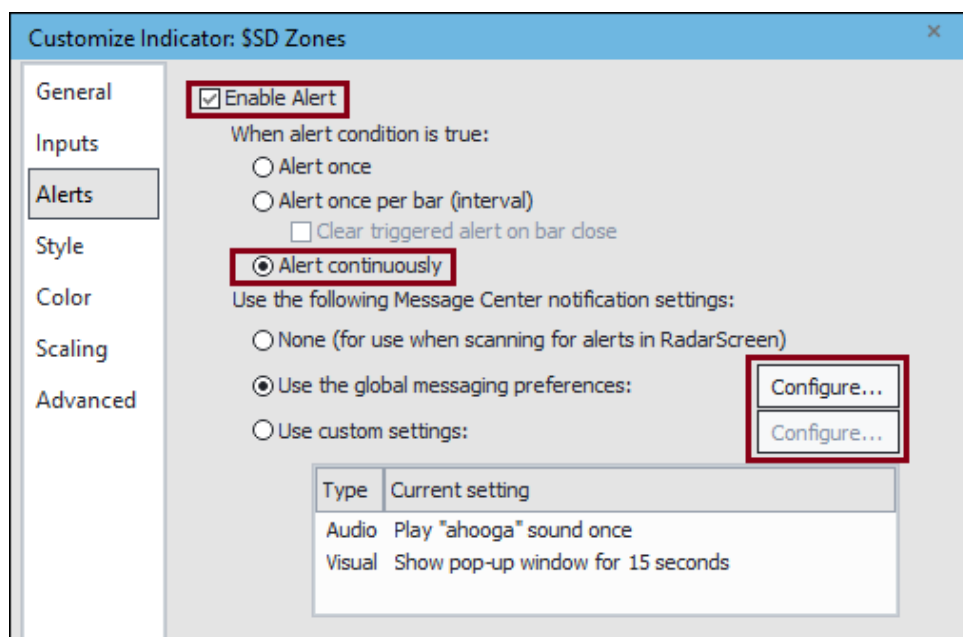 Customize Indicator: $SD Zones
General
Inputs
Alerts
Style
Color
Scaling
Advanced
Enable Alert
When alert condition is true:
Alert once
Alert once per bar (interval)
Clear triggered alert on bar close
Alert continuously
Use the following Message Center notification settings:
None (for use when scanning for alerts in RadarScreen)
Use the global messaging preferences: Configure...
Use custom settings: Configure...
Type Current setting
Audio Play "ahooga" sound once
Visual Show pop-up window for 15 seconds